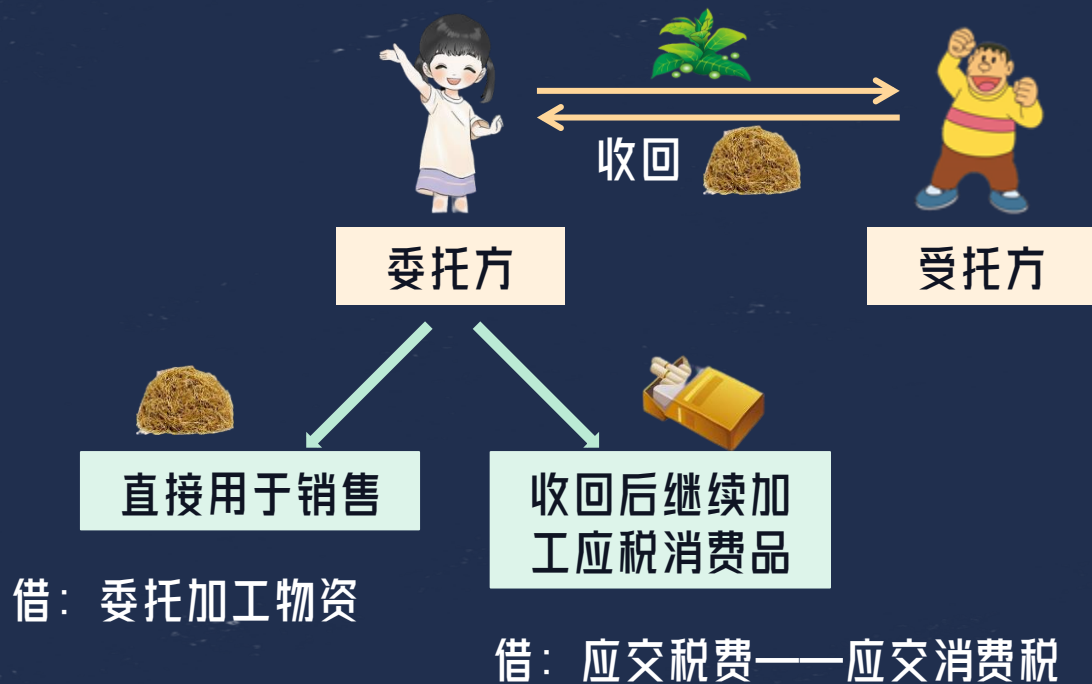 收回
委托方
受托方
直接用于销售
收回后继续加
工应税消费品
借：委托加工物资
借：应交税费——应交消费税